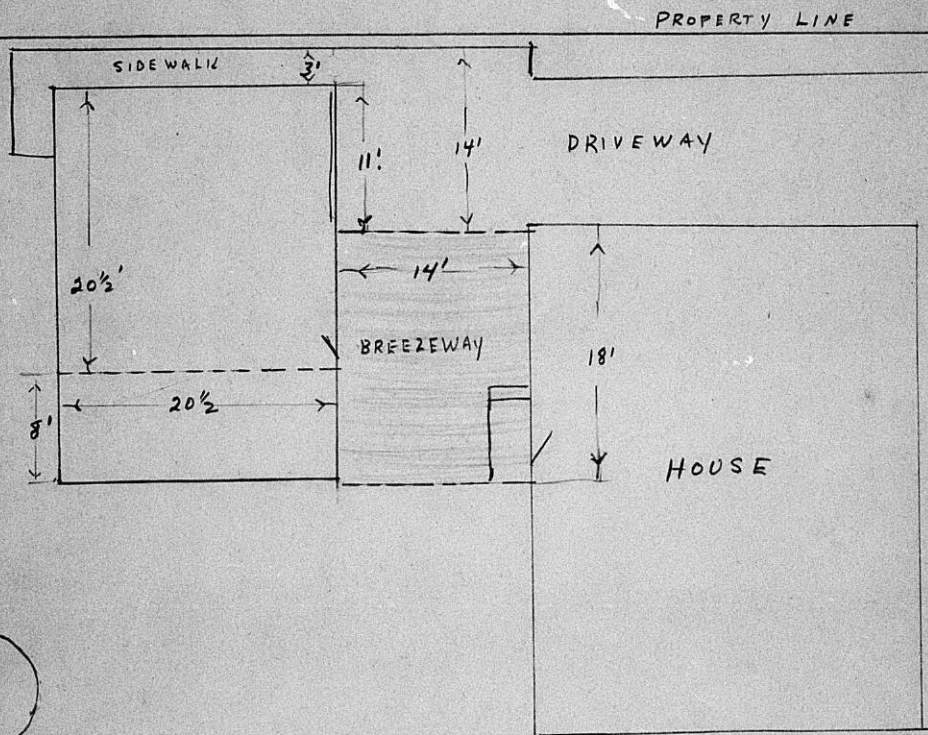 PROPERTY LINE
SIDEWALK
3'
11'
14'
DRIVEWAY
20½'
14'
BREEZEWAY
18'
20½
8'
HOUSE